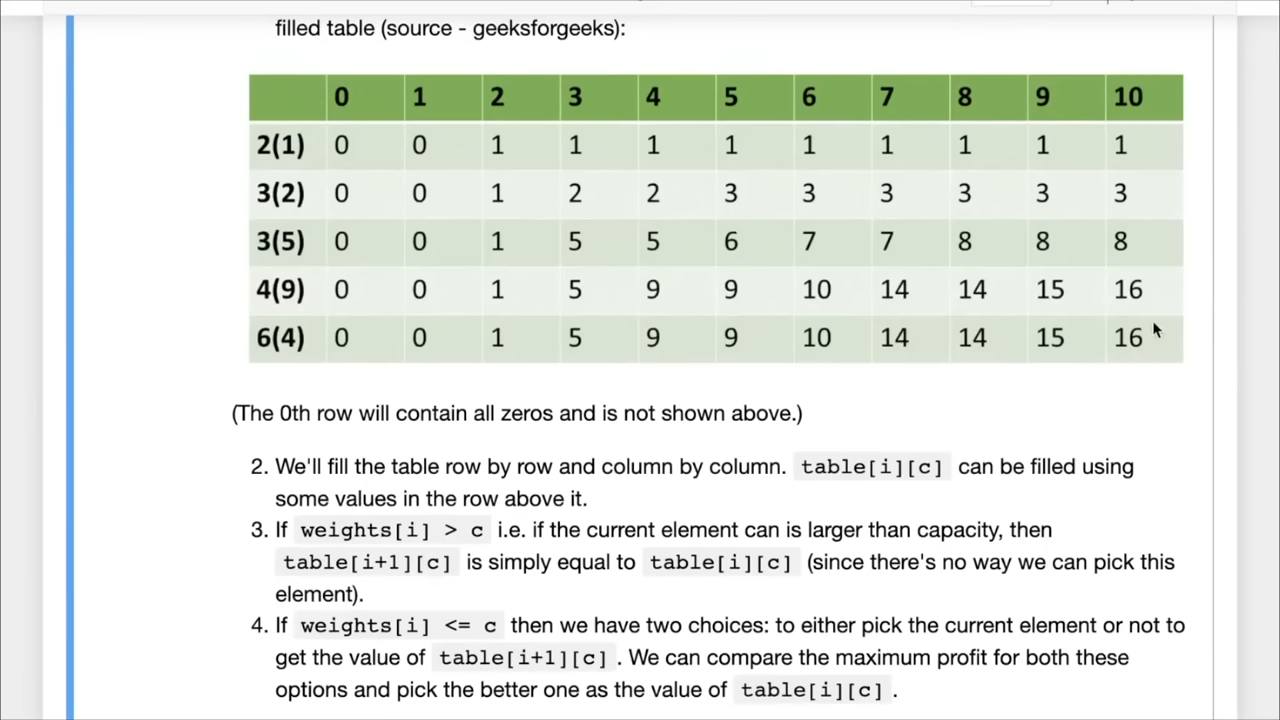 filled table (source - geeksforgeeks):
0 1 2 3 4 5 6 7 8 9 10
2(1) 0 0 1 1 1 1 1 1 1 1 1
3(2) 0 0 1 2 2 3 3 3 3 3 3
3(5) 0 0 1 5 5 6 7 7 8 8 8
4(9) 0 0 1 5 9 9 10 14 14 15 16
6(4) 0 0 1 5 9 9 10 14 14 15 16
(The 0th row will contain all zeros and is not shown above.)
2. We'll fill the table row by row and column by column. table[i][c] can be filled using
some values in the row above it.
3. If weights[i] > c i.e. if the current element can is larger than capacity, then
table[i+1][c] is simply equal to table[i][c] (since there's no way we can pick this
element).
4. If weights[i] <= c then we have two choices: to either pick the current element or not to
get the value of table[i+1][c] . We can compare the maximum profit for both these
options and pick the better one as the value of table[i][c] .